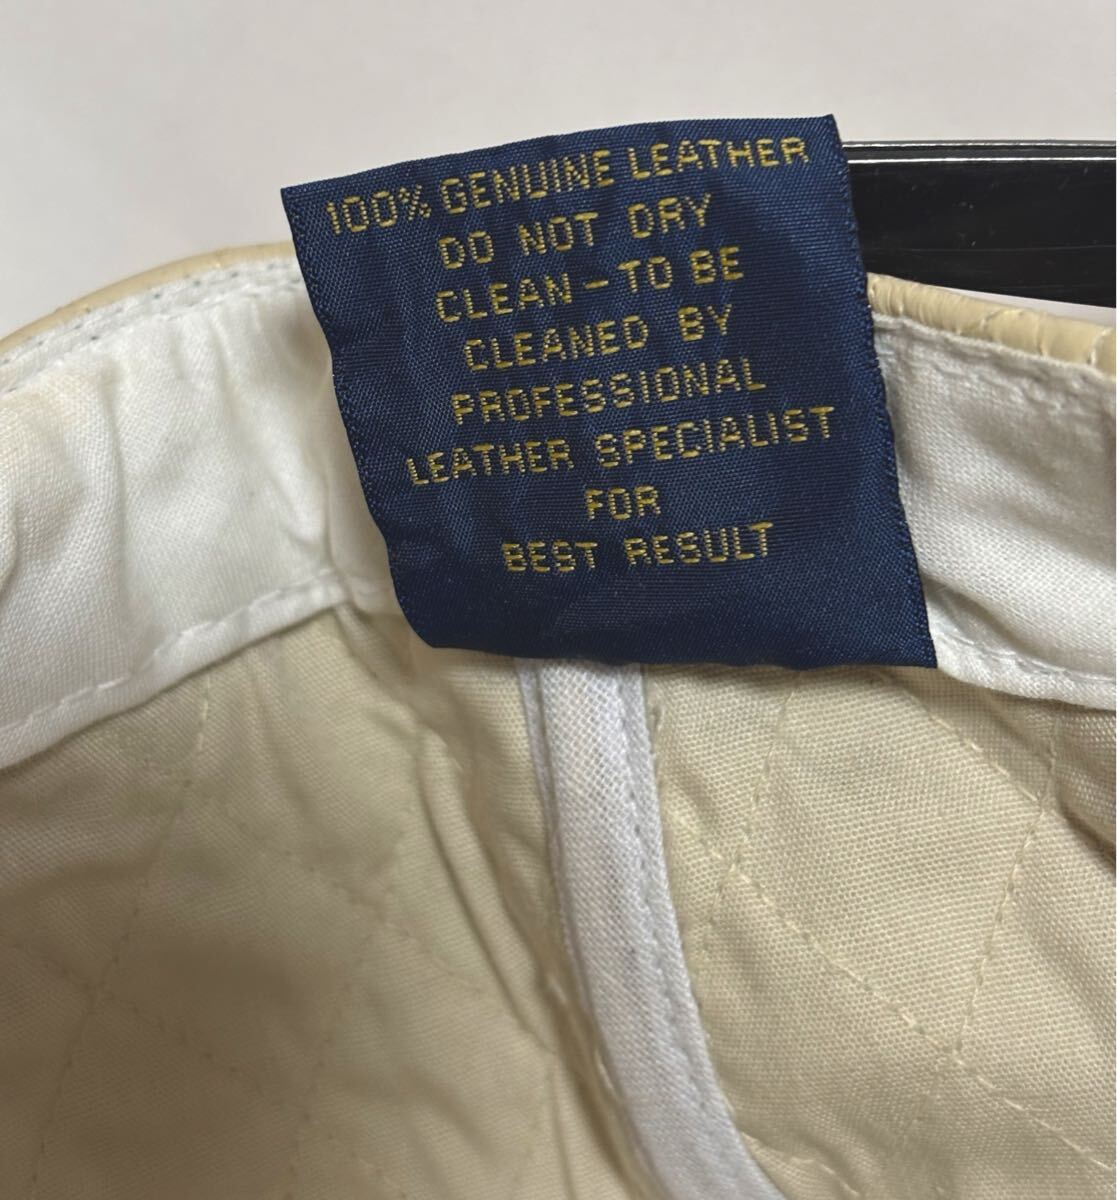 100% GENUINE LEATHER
DO NOT DRY
CLEAN - TO BE
CLEANED BY
PROFESSIONAL
LEATHER SPECIALIST
FOR
BEST RESULT